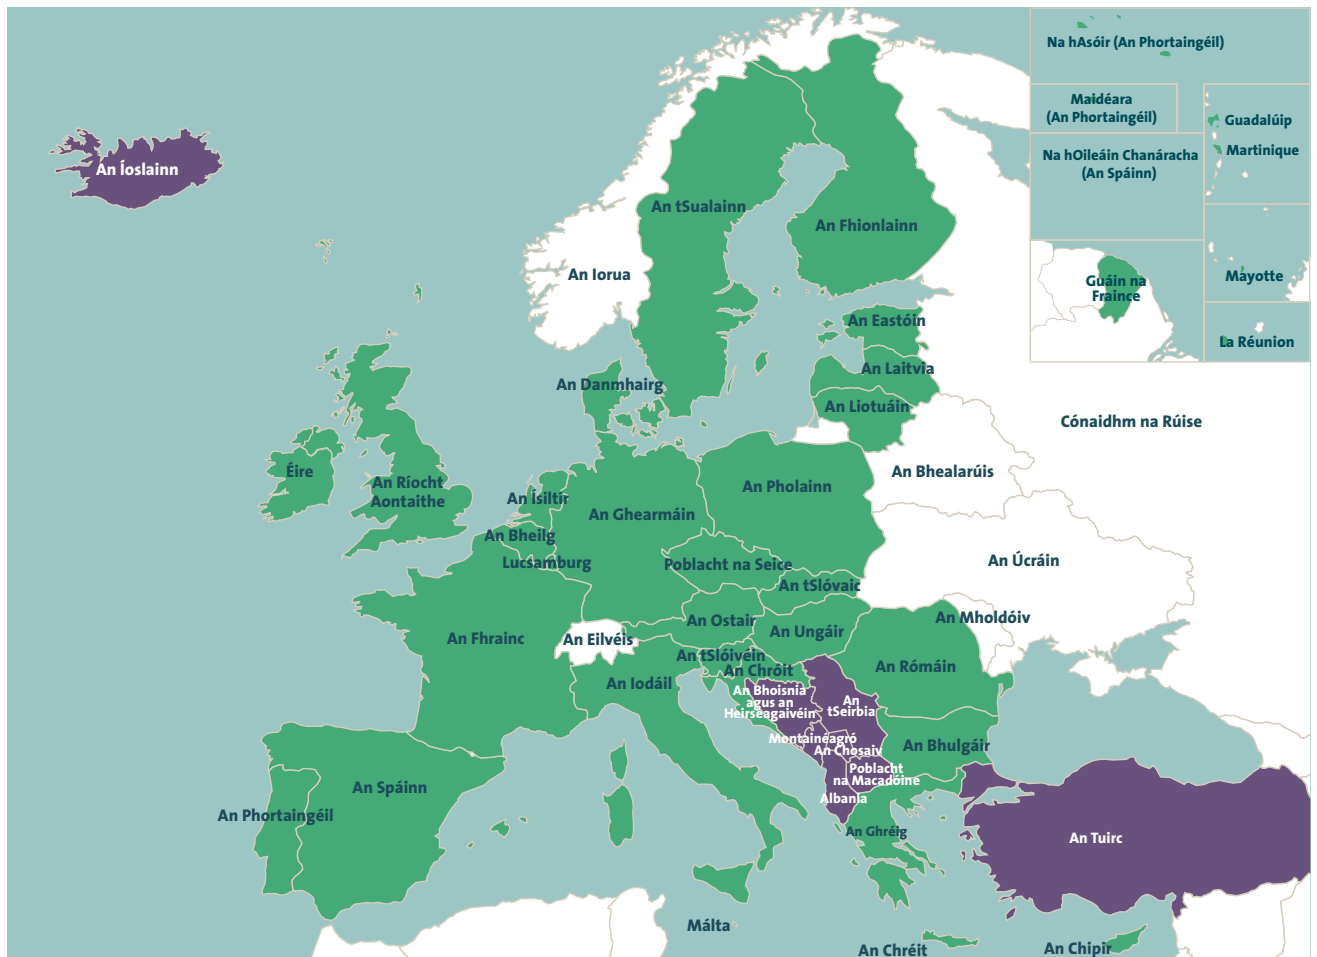 Na hAsóir (An Phortaingéil)
Maidéara
(An Phortaingéil)
Guadalúip
Martinique
Na hOileáin Chanáracha
(An Spáinn)
Guáin na
Fraince
Mayotte
La Réunion
An Íoslainn
An tSualainn
An Fhionlainn
An Iorua
An Eastóin
An Laitvia
An Danmhairg
An Liotuáin
Cónaidhm na Rúise
Éire
An Ríocht
Aontaithe
An Bhealarúis
An Pholainn
An Ísiltír
An Ghearmáin
An Bheilg
Lucsamburg
Poblacht na Seice
An Úcráin
An tSlóvaic
An Mholdóiv
An Ostair
An Ungáir
An Fhrainc
An Eilvéis
An tSlóivéin
An Chróit
An Rómáin
An Iodáil
An Bhoisnia
agus an
Heirseagaivéin
An
tSeirbia
Montainéagró
An Chosaiv
An Bhulgáir
Poblacht
na Macadóine
Albania
An Spáinn
An Phortaingéil
An Ghréig
An Tuirc
Málta
An Chréit
An Chipir